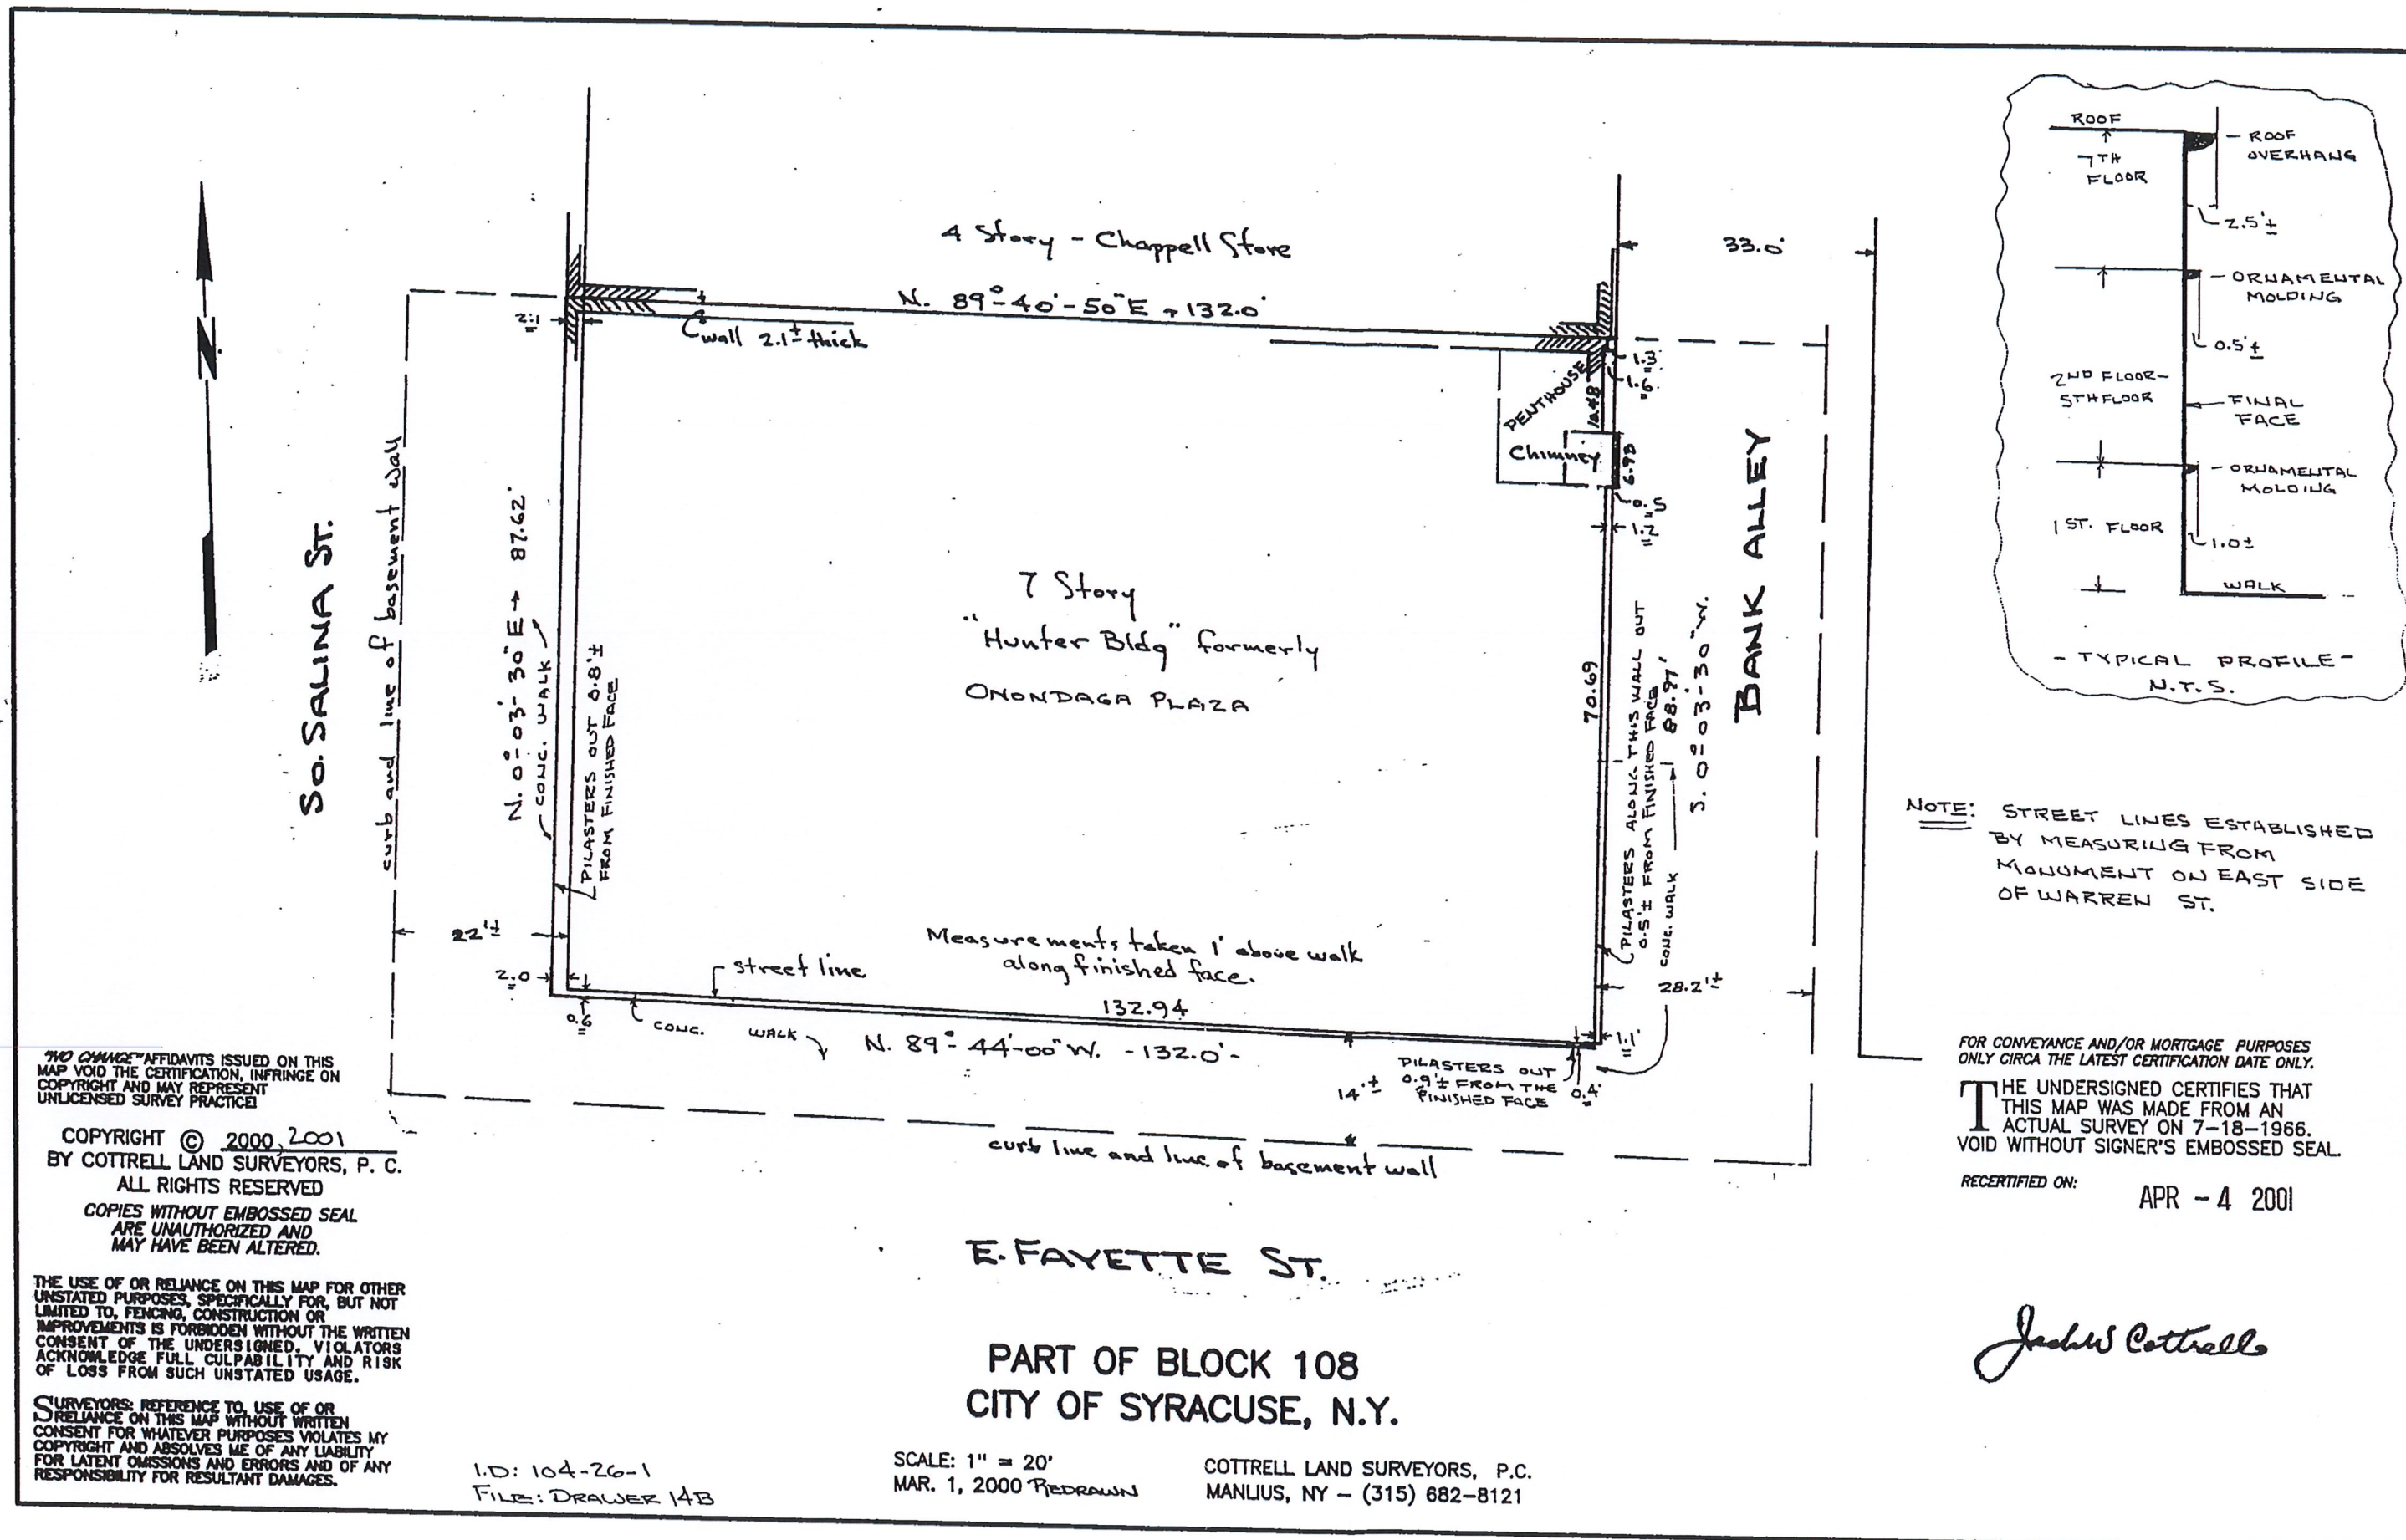 4 Story - Chappell Store
33.0'
N. 89°-40'-50"E → 132.0'
2.1
wall 2.1± thick
1.3
1.6
PENTHOUSE
10.48
Chimney
6.93
0.5
1.2
So. SALINA ST.
curb and line of basement wall
N. 0°-03'-30"E → 87.62'
CONC. WALK
PILASTERS OUT 0.8'±
FROM FINISHED FACE
N
7 Story
"Hunter Bldg" formerly
ONONDAGA PLAZA
70.69
PILASTERS ALONG THIS WALL OUT
0.5'± FROM FINISHED FACE
CONC. WALK
88.97'
S. 0°-03'-30"W.
BANK ALLEY
22'±
2.0
0.6
street line
Measurements taken 1' above walk
along finished face.
132.94
28.2'±
1.1'
CONC. WALK
N. 89°-44'-00"W. -132.0'-
14'±
PILASTERS OUT
0.9'± FROM THE
FINISHED FACE
0.4'
curb line and line of basement wall
E. FAYETTE ST.
ROOF
7TH
FLOOR
- ROOF
OVERHANG
2.5'±
- ORNAMENTAL
MOLDING
0.5'±
2ND FLOOR-
5TH FLOOR
FINAL
FACE
- ORNAMENTAL
MOLDING
1ST. FLOOR
1.0±
WALK
- TYPICAL PROFILE -
N.T.S.
NOTE: STREET LINES ESTABLISHED
BY MEASURING FROM
MONUMENT ON EAST SIDE
OF WARREN ST.
"NO CHANGE" AFFIDAVITS ISSUED ON THIS
MAP VOID THE CERTIFICATION, INFRINGE ON
COPYRIGHT AND MAY REPRESENT
UNLICENSED SURVEY PRACTICE!
COPYRIGHT © 2000, 2001
BY COTTRELL LAND SURVEYORS, P. C.
ALL RIGHTS RESERVED
COPIES WITHOUT EMBOSSED SEAL
ARE UNAUTHORIZED AND
MAY HAVE BEEN ALTERED.
THE USE OF OR RELIANCE ON THIS MAP FOR OTHER
UNSTATED PURPOSES, SPECIFICALLY FOR, BUT NOT
LIMITED TO, FENCING, CONSTRUCTION OR
IMPROVEMENTS IS FORBIDDEN WITHOUT THE WRITTEN
CONSENT OF THE UNDERSIGNED. VIOLATORS
ACKNOWLEDGE FULL CULPABILITY AND RISK
OF LOSS FROM SUCH UNSTATED USAGE.
SURVEYORS: REFERENCE TO, USE OF OR
RELIANCE ON THIS MAP WITHOUT WRITTEN
CONSENT FOR WHATEVER PURPOSES VIOLATES MY
COPYRIGHT AND ABSOLVES ME OF ANY LIABILITY
FOR LATENT OMISSIONS AND ERRORS AND OF ANY
RESPONSIBILITY FOR RESULTANT DAMAGES.
I.D: 104-26-1
FILE: DRAWER 14B
PART OF BLOCK 108
CITY OF SYRACUSE, N.Y.
SCALE: 1" = 20'
MAR. 1, 2000 REDRAWN
COTTRELL LAND SURVEYORS, P.C.
MANLIUS, NY - (315) 682-8121
FOR CONVEYANCE AND/OR MORTGAGE PURPOSES
ONLY CIRCA THE LATEST CERTIFICATION DATE ONLY.
THE UNDERSIGNED CERTIFIES THAT
THIS MAP WAS MADE FROM AN
ACTUAL SURVEY ON 7-18-1966.
VOID WITHOUT SIGNER'S EMBOSSED SEAL.
RECERTIFIED ON:
APR - 4 2001
Cottrell